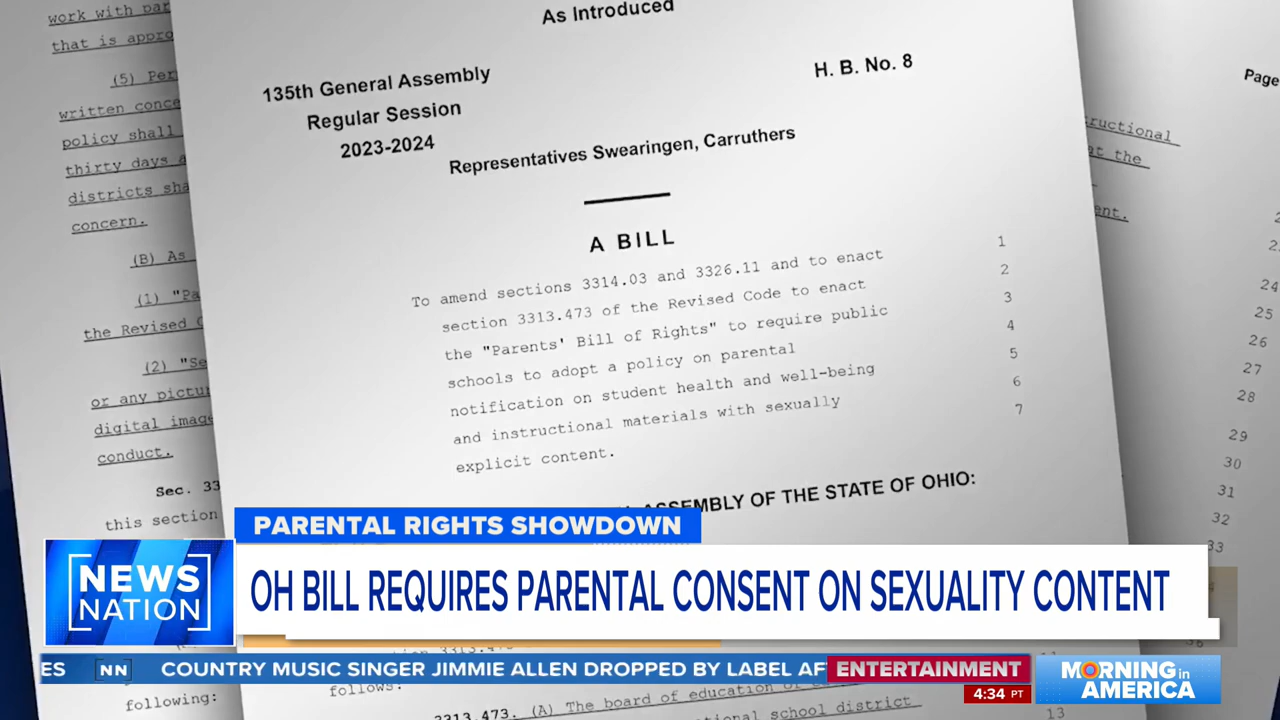 work with par
that is appro
(5) Per
written conce
policy shall
thirty days a
districts sha
concern.
(B) As
(1) "Pa
the Revised C
(2) "Se
or any pictur
digital imag
conduct.
Sec. 33
this section
following:
As Introduced
135th General Assembly
Regular Session
2023-2024
H. B. No. 8
Representatives Swearingen, Carruthers
A BILL
To amend sections 3314.03 and 3326.11 and to enact 1
section 3313.473 of the Revised Code to enact 2
the "Parents' Bill of Rights" to require public 3
schools to adopt a policy on parental 4
notification on student health and well-being 5
and instructional materials with sexually 6
explicit content. 7
ASSEMBLY OF THE STATE OF OHIO:
follows:
3313.473. (A) The board of education of
school district
13
Page
ructional
at the
ent.
24
25
26
27
28
29
30
31
32
33
PARENTAL RIGHTS SHOWDOWN
NEWS
NATION
OH BILL REQUIRES PARENTAL CONSENT ON SEXUALITY CONTENT
ES NN COUNTRY MUSIC SINGER JIMMIE ALLEN DROPPED BY LABEL AF ENTERTAINMENT
4:34 PT
MORNING in
AMERICA